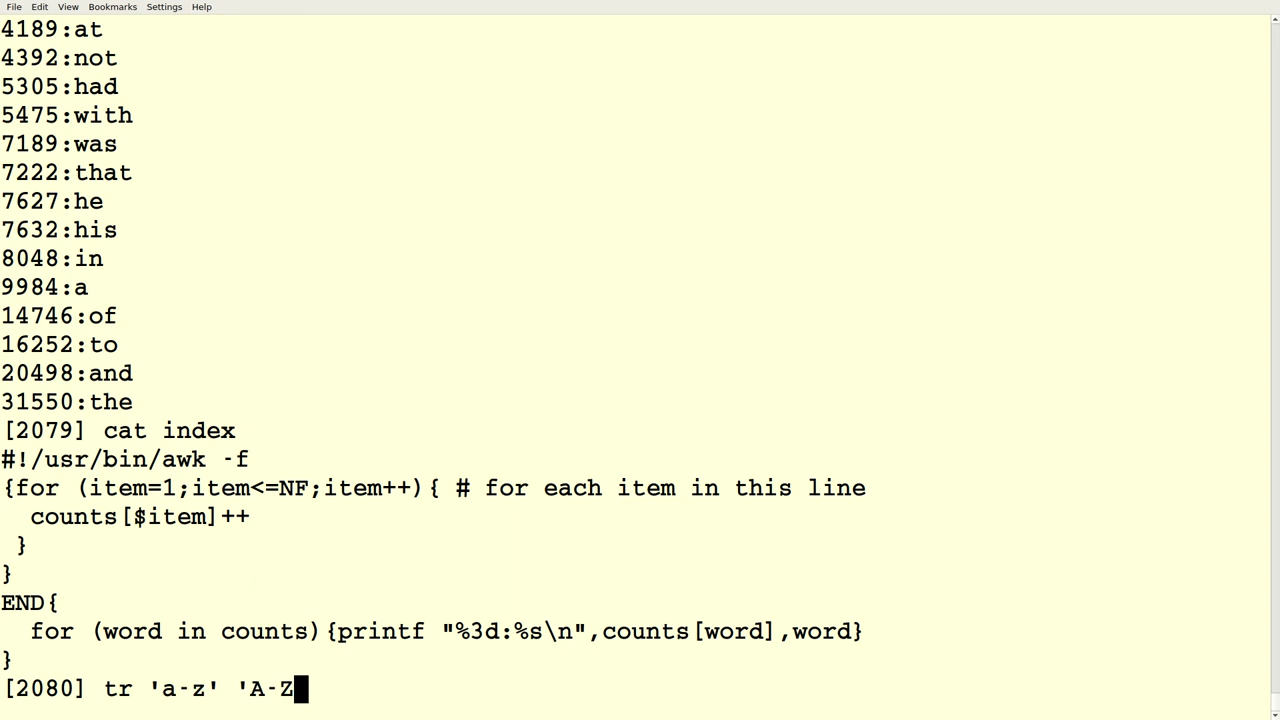 File Edit View Bookmarks Settings Help
4189:at
4392:not
5305:had
5475:with
7189:was
7222:that
7627:he
7632:his
8048:in
9984:a
14746:of
16252:to
20498:and
31550:the
[2079] cat index
#!/usr/bin/awk -f
{for (item=1;item<=NF;item++){ # for each item in this line
  counts[$item]++
 }
}
END{
  for (word in counts){printf "%3d:%s\n",counts[word],word}
}
[2080] tr 'a-z' 'A-Z